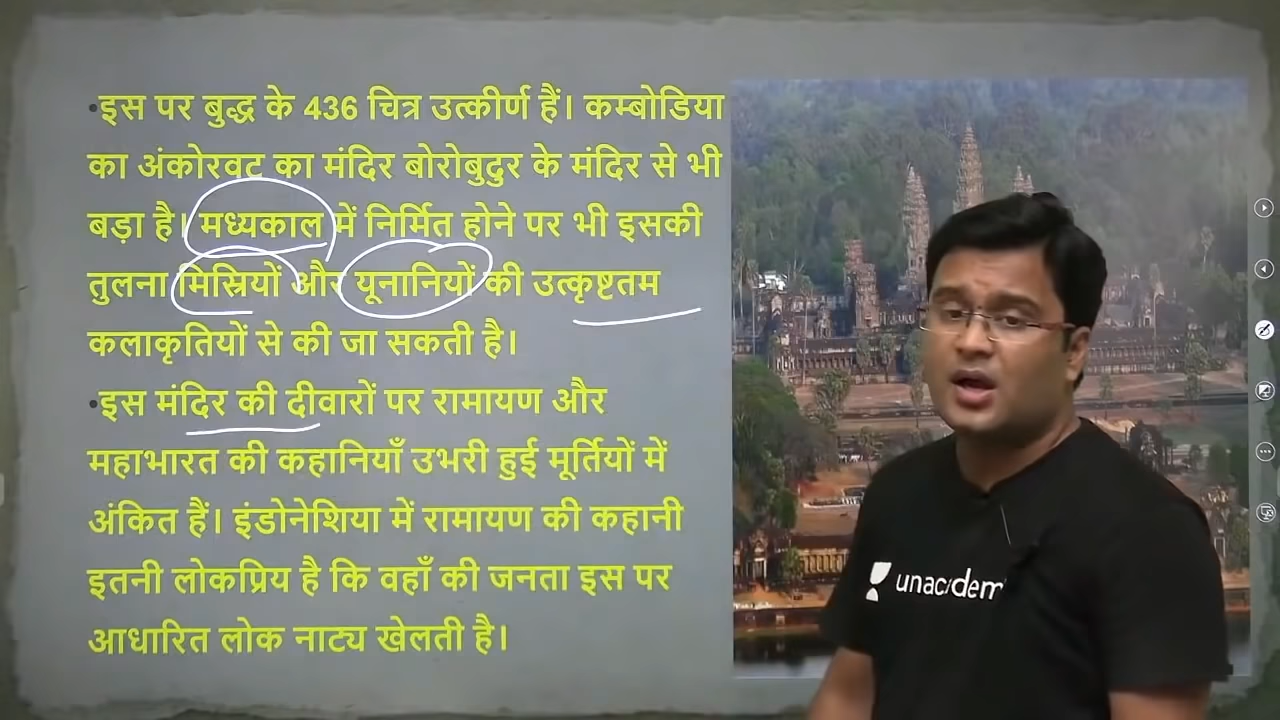 •इस पर बुद्ध के 436 चित्र उत्कीर्ण हैं। कम्बोडिया
का अंकोरवट का मंदिर बोरोबुदुर के मंदिर से भी
बड़ा है। मध्यकाल में निर्मित होने पर भी इसकी
तुलना मिस्रियों और यूनानियों की उत्कृष्टतम
कलाकृतियों से की जा सकती है।
•इस मंदिर की दीवारों पर रामायण और
महाभारत की कहानियाँ उभरी हुई मूर्तियों में
अंकित हैं। इंडोनेशिया में रामायण की कहानी
इतनी लोकप्रिय है कि वहाँ की जनता इस पर
आधारित लोक नाट्य खेलती है।
unacadem